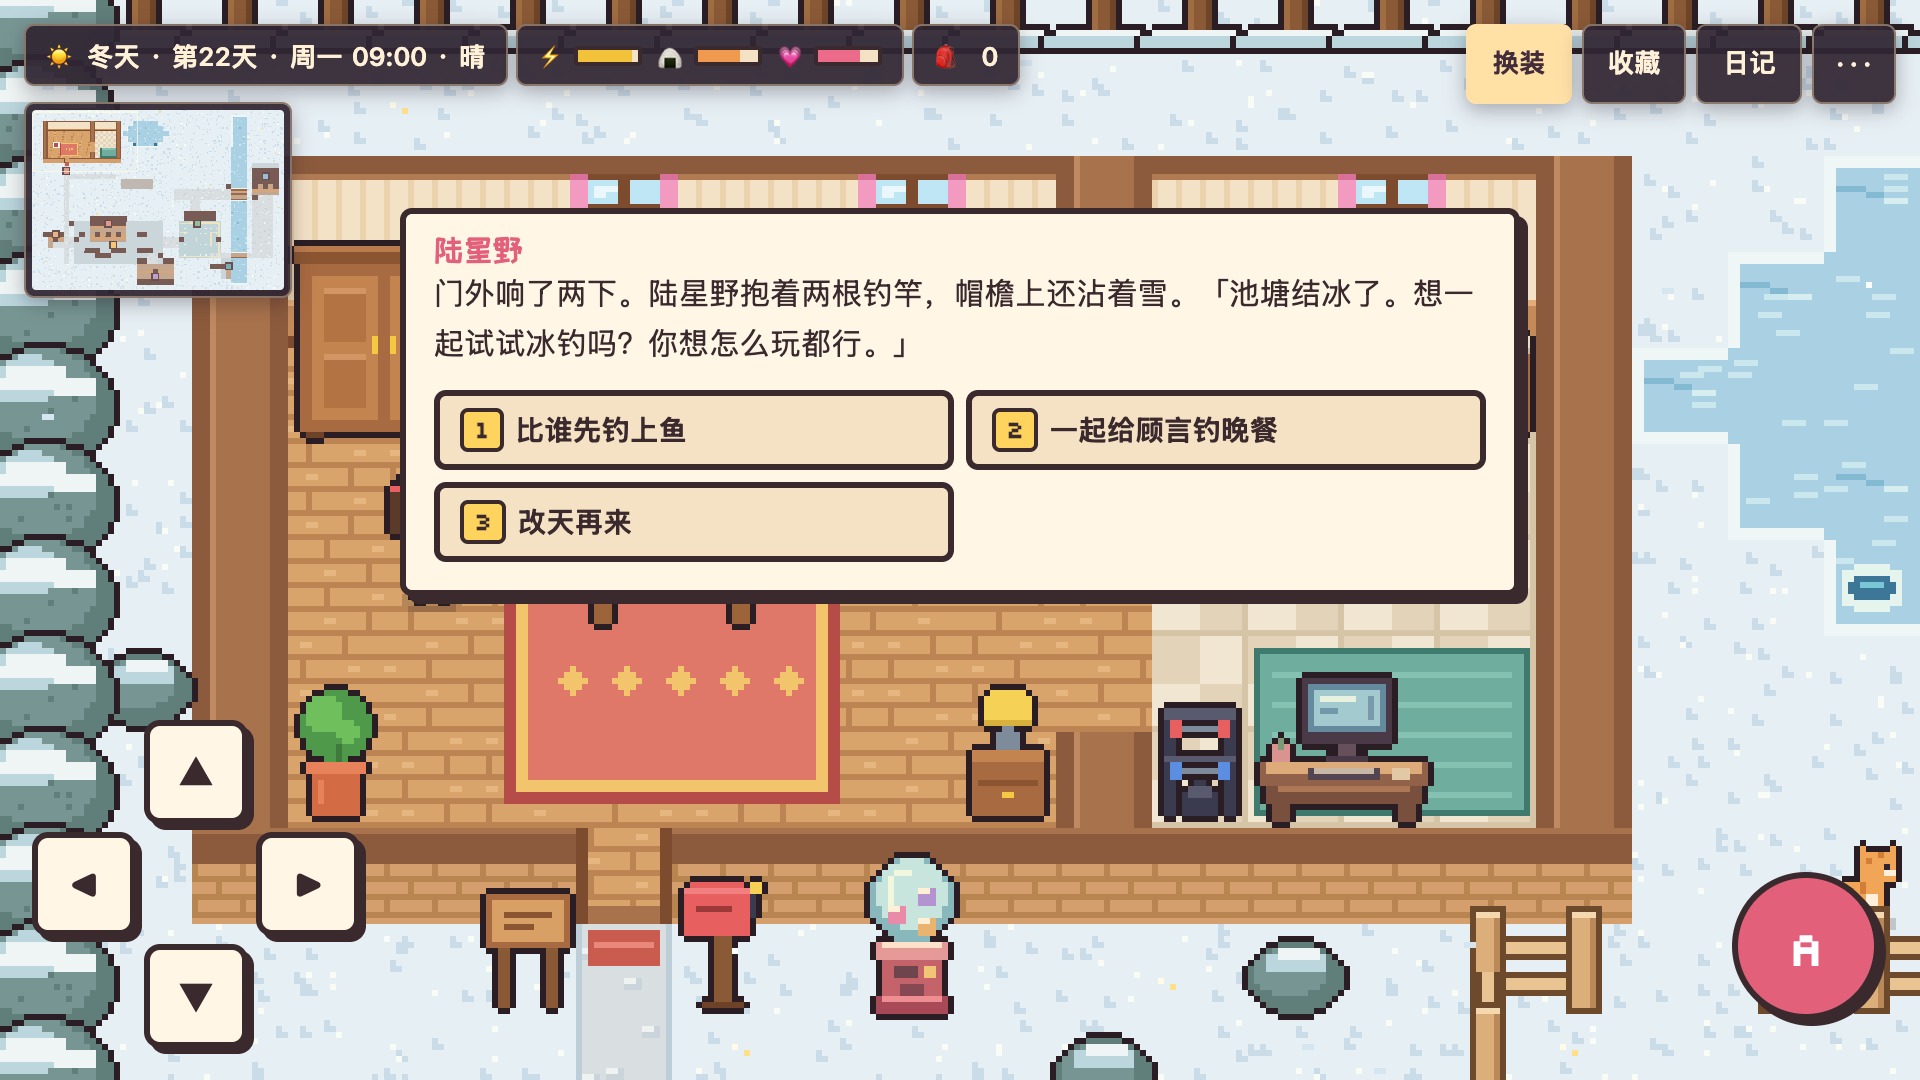 冬天 · 第22天 · 周一 09:00 · 晴
0
换装
收藏
日记
···
陆星野
门外响了两下。陆星野抱着两根钓竿，帽檐上还沾着雪。「池塘结冰了。想一
起试试冰钓吗？你想怎么玩都行。」
1 比谁先钓上鱼
2 一起给顾言钓晚餐
3 改天再来
A